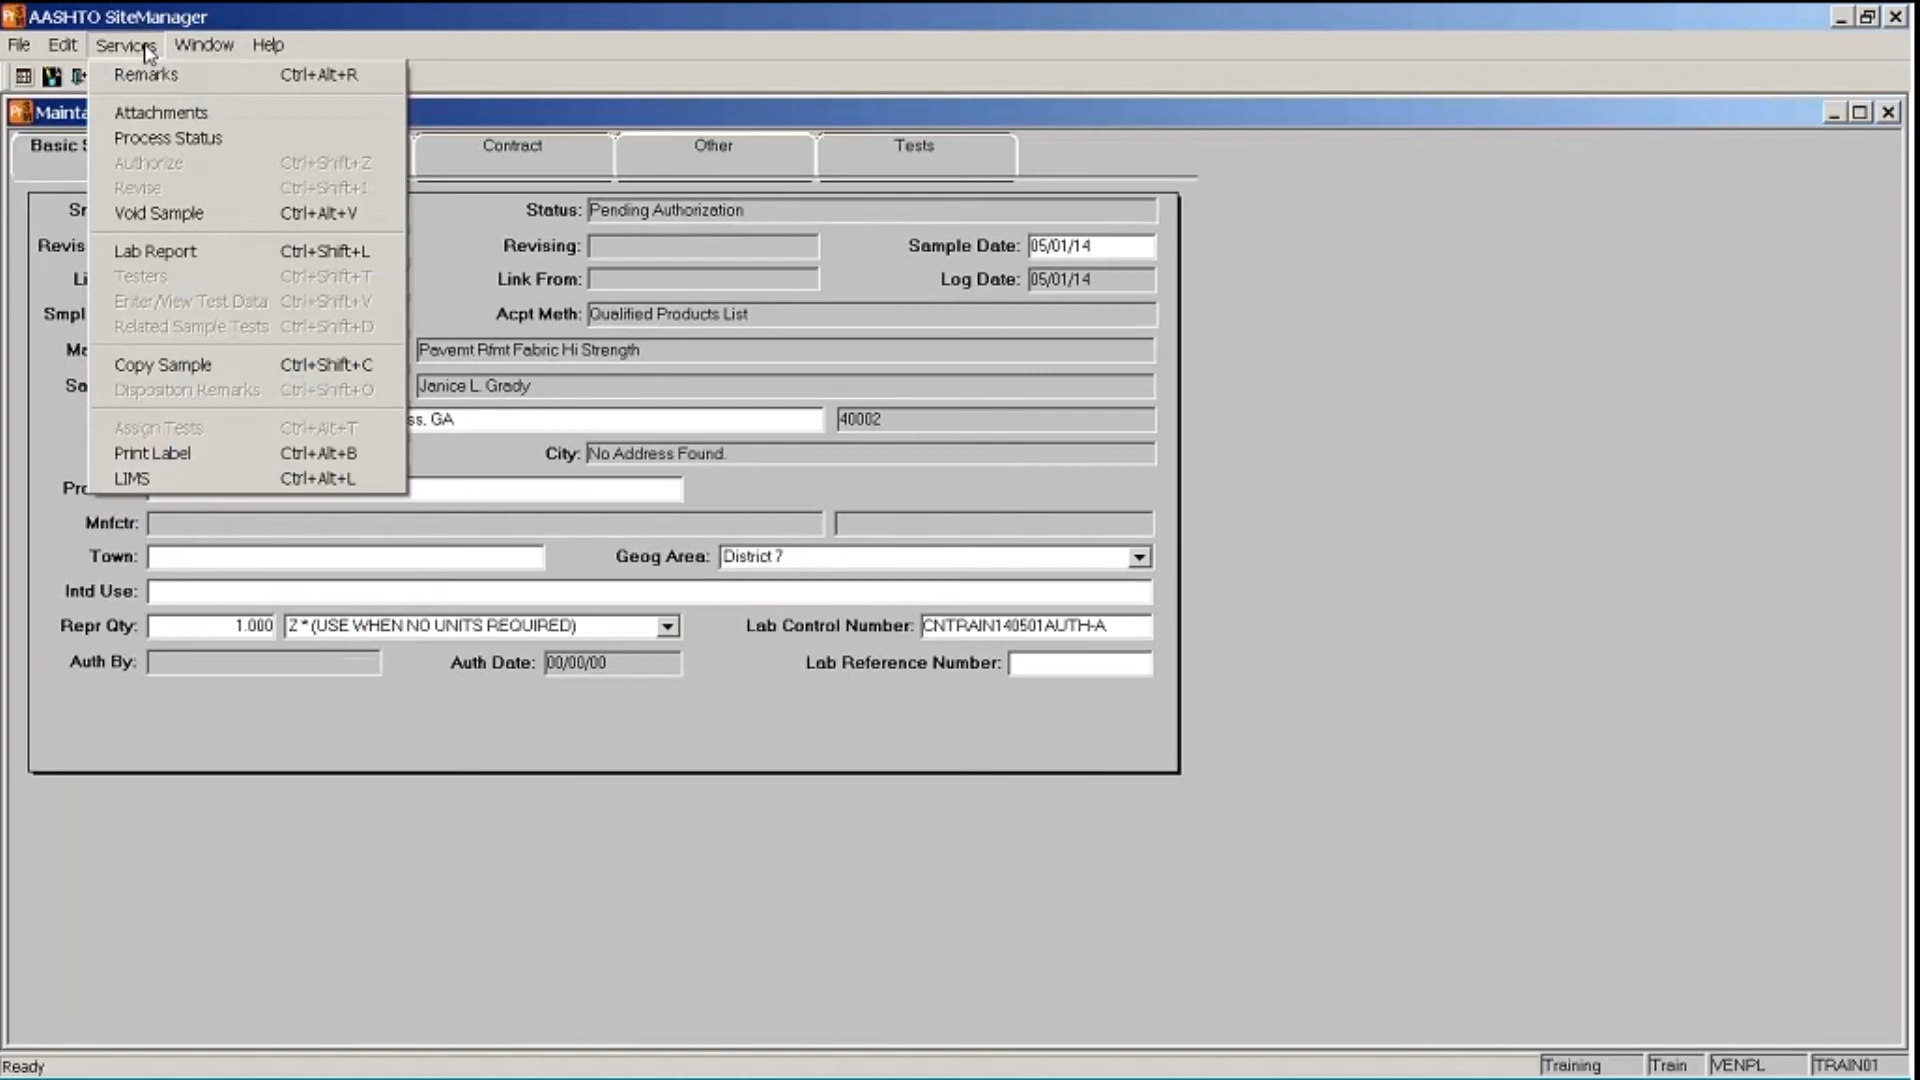 AASHTO SiteManager
File Edit Services Window Help
Remarks Ctrl+Alt+R
Attachments
Process Status
Authorize Ctrl+Shift+Z
Revise Ctrl+Shift+I
Void Sample Ctrl+Alt+V
Lab Report Ctrl+Shift+L
Testers Ctrl+Shift+T
Enter/View Test Data Ctrl+Shift+V
Related Sample Tests Ctrl+Shift+D
Copy Sample Ctrl+Shift+C
Disposition Remarks Ctrl+Shift+O
Assign Tests Ctrl+Alt+T
Print Label Ctrl+Alt+B
LIMS Ctrl+Alt+L
Mainta
Basic S Contract Other Tests
Sm Status: Pending Authorization
Revis Revising: Sample Date: 05/01/14
Li Link From: Log Date: 05/01/14
Smpl Acpt Meth: Qualified Products List
Ma Pavemt Rfmt Fabric Hi Strength
Sa Janice L. Grady
ss, GA 40002
City: No Address Found.
Pro
Mnfctr:
Town: Geog Area: District 7
Intd Use:
Repr Qty: 1.000 Z * (USE WHEN NO UNITS REQUIRED) Lab Control Number: CNTRAIN140501AUTH-A
Auth By: Auth Date: 00/00/00 Lab Reference Number:
Ready Training Train VENPL TRAIN01